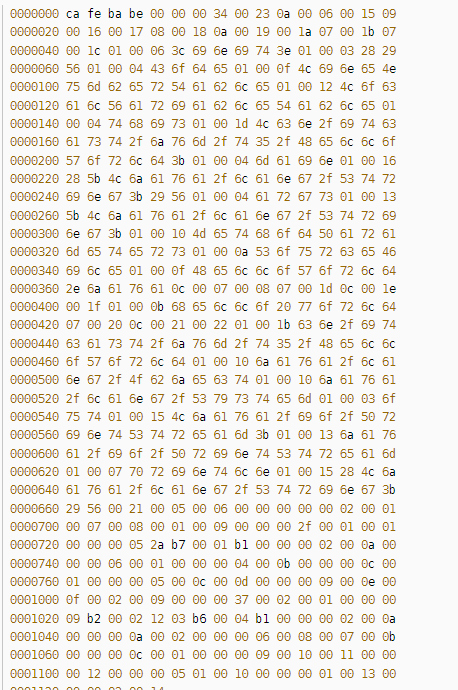 0000000 ca fe ba be 00 00 00 34 00 23 0a 00 06 00 15 09
0000020 00 16 00 17 08 00 18 0a 00 19 00 1a 07 00 1b 07
0000040 00 1c 01 00 06 3c 69 6e 69 74 3e 01 00 03 28 29
0000060 56 01 00 04 43 6f 64 65 01 00 0f 4c 69 6e 65 4e
0000100 75 6d 62 65 72 54 61 62 6c 65 01 00 12 4c 6f 63
0000120 61 6c 56 61 72 69 61 62 6c 65 54 61 62 6c 65 01
0000140 00 04 74 68 69 73 01 00 1d 4c 63 6e 2f 69 74 63
0000160 61 73 74 2f 6a 76 6d 2f 74 35 2f 48 65 6c 6c 6f
0000200 57 6f 72 6c 64 3b 01 00 04 6d 61 69 6e 01 00 16
0000220 28 5b 4c 6a 61 76 61 2f 6c 61 6e 67 2f 53 74 72
0000240 69 6e 67 3b 29 56 01 00 04 61 72 67 73 01 00 13
0000260 5b 4c 6a 61 76 61 2f 6c 61 6e 67 2f 53 74 72 69
0000300 6e 67 3b 01 00 10 4d 65 74 68 6f 64 50 61 72 61
0000320 6d 65 74 65 72 73 01 00 0a 53 6f 75 72 63 65 46
0000340 69 6c 65 01 00 0f 48 65 6c 6c 6f 57 6f 72 6c 64
0000360 2e 6a 61 76 61 0c 00 07 00 08 07 00 1d 0c 00 1e
0000400 00 1f 01 00 0b 68 65 6c 6c 6f 20 77 6f 72 6c 64
0000420 07 00 20 0c 00 21 00 22 01 00 1b 63 6e 2f 69 74
0000440 63 61 73 74 2f 6a 76 6d 2f 74 35 2f 48 65 6c 6c
0000460 6f 57 6f 72 6c 64 01 00 10 6a 61 76 61 2f 6c 61
0000500 6e 67 2f 4f 62 6a 65 63 74 01 00 10 6a 61 76 61
0000520 2f 6c 61 6e 67 2f 53 79 73 74 65 6d 01 00 03 6f
0000540 75 74 01 00 15 4c 6a 61 76 61 2f 69 6f 2f 50 72
0000560 69 6e 74 53 74 72 65 61 6d 3b 01 00 13 6a 61 76
0000600 61 2f 69 6f 2f 50 72 69 6e 74 53 74 72 65 61 6d
0000620 01 00 07 70 72 69 6e 74 6c 6e 01 00 15 28 4c 6a
0000640 61 76 61 2f 6c 61 6e 67 2f 53 74 72 69 6e 67 3b
0000660 29 56 00 21 00 05 00 06 00 00 00 00 00 02 00 01
0000700 00 07 00 08 00 01 00 09 00 00 00 2f 00 01 00 01
0000720 00 00 00 05 2a b7 00 01 b1 00 00 00 02 00 0a 00
0000740 00 00 06 00 01 00 00 00 04 00 0b 00 00 00 0c 00
0000760 01 00 00 00 05 00 0c 00 0d 00 00 00 09 00 0e 00
0001000 0f 00 02 00 09 00 00 00 37 00 02 00 01 00 00 00
0001020 09 b2 00 02 12 03 b6 00 04 b1 00 00 00 02 00 0a
0001040 00 00 00 0a 00 02 00 00 00 06 00 08 00 07 00 0b
0001060 00 00 00 0c 00 01 00 00 00 09 00 10 00 11 00 00
0001100 00 12 00 00 00 05 01 00 10 00 00 00 01 00 13 00
0001120 00 00 02 00 14